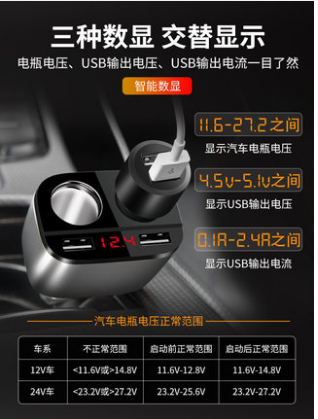 三种数显 交替显示
电瓶电压、USB输出电压、USB输出电流一目了然
智能数显
11.6-27.2之间
显示汽车电瓶电压
4.5v-5.1v之间
显示USB输出电压
0.1A-2.4A之间
显示USB输出电流
12.4
汽车电瓶电压正常范围
车系 不正常范围 启动前正常范围 启动后正常范围
12V车 <11.6V或>14.8V 11.6V-12.8V 11.6V-14.8V
24V车 <23.2V或>27.2V 23.2V-25.6V 23.2V-27.2V